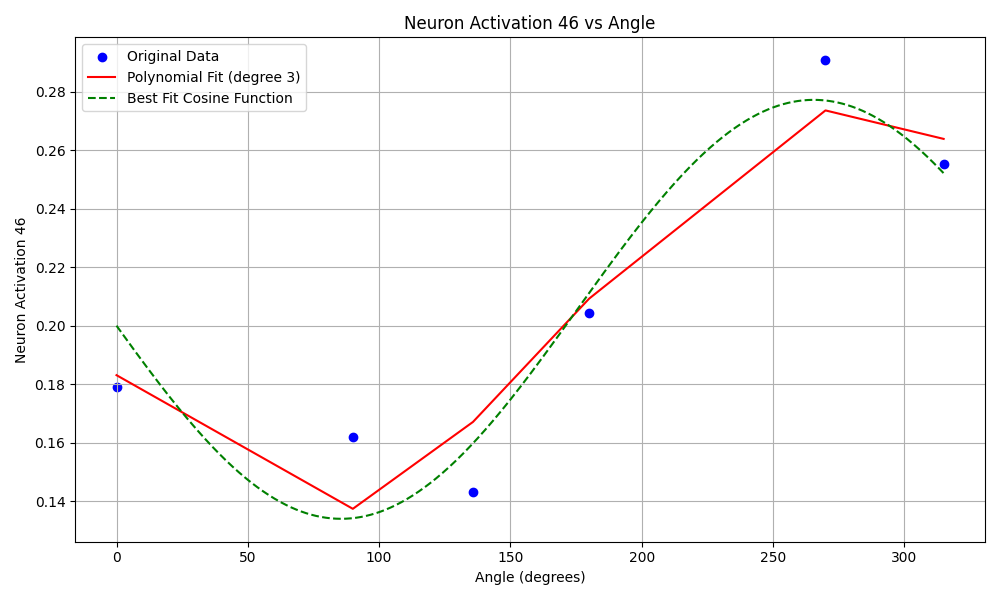 Neuron Activation 46 vs Angle
Original Data
Polynomial Fit (degree 3)
Best Fit Cosine Function
Neuron Activation 46
0.28
0.26
0.24
0.22
0.20
0.18
0.16
0.14
0 50 100 150 200 250 300
Angle (degrees)